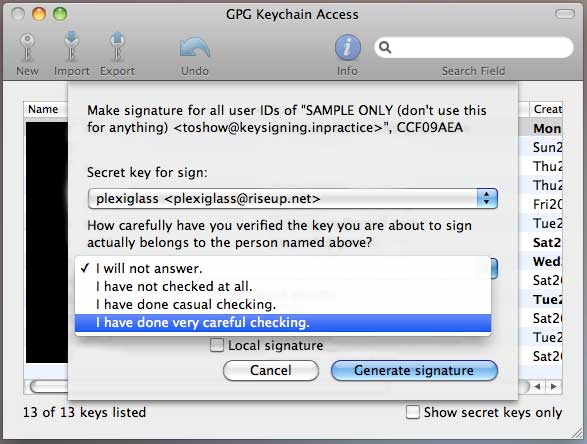 GPG Keychain Access
New Import Export Undo Info Search Field
Name Creat
Make signature for all user IDs of "SAMPLE ONLY (don't use this
for anything) <toshow@keysigning.inpractice>", CCF09AEA
Secret key for sign:
plexiglass <plexiglass@riseup.net>
How carefully have you verified the key you are about to sign
actually belongs to the person named above?
✓ I will not answer.
I have not checked at all.
I have done casual checking.
I have done very careful checking.
Local signature
Cancel Generate signature
Mon
Sun2
Thu2
Thu2
Fri20
Tue2
Sat20
Wed
Sat20
Tue2
Sat20
Tue2
Sat20
13 of 13 keys listed Show secret keys only